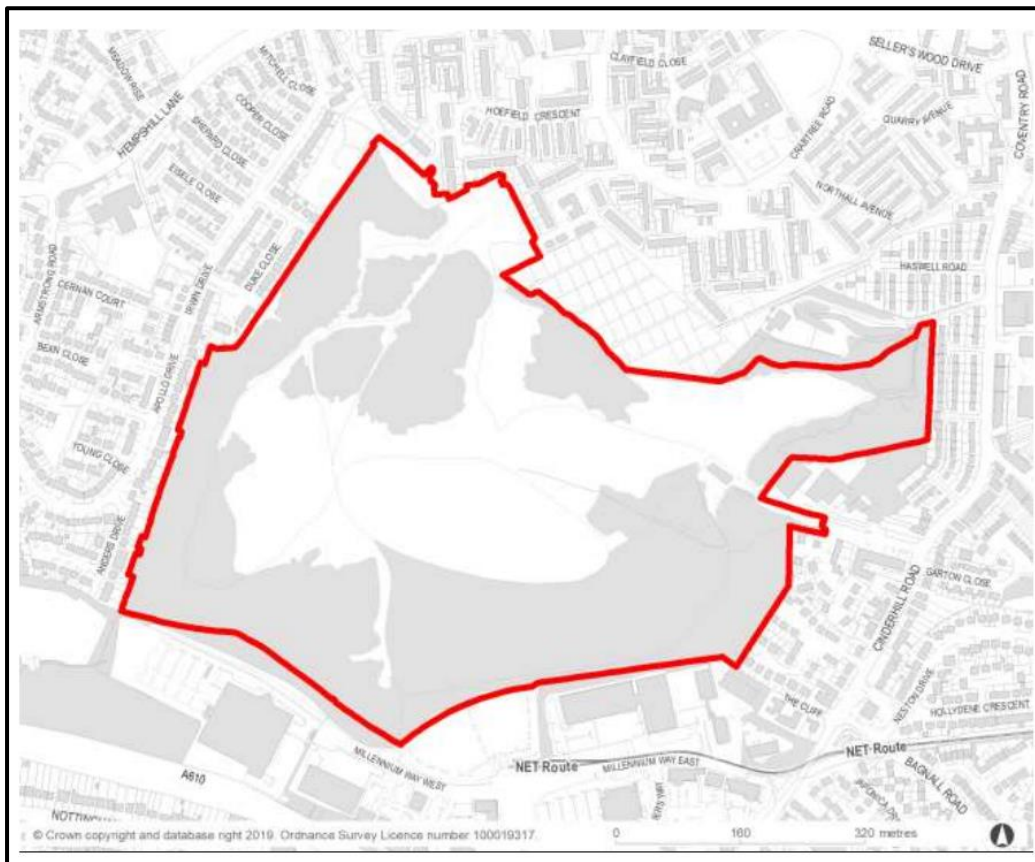 MEADOW RISE
HEMPSHILL LANE
MITCHELL CLOSE
COOPER CLOSE
SHEPARD CLOSE
EISELE CLOSE
DUKE CLOSE
IRWIN DRIVE
ARMSTRONG ROAD
CERNAN COURT
BEAN CLOSE
APOLLO DRIVE
YOUNG CLOSE
ANDERS DRIVE
CLAYFIELD CLOSE
HOEFIELD CRESCENT
CRABTREE ROAD
SELLER'S WOOD DRIVE
QUARRY AVENUE
COVENTRY ROAD
NORTHALL AVENUE
HASWELL ROAD
GARTON CLOSE
CINDERHILL ROAD
NESTON DRIVE
HOLLYDENE CRESCENT
THE CLIFF
NET Route
BAGNALL ROAD
MILLENNIUM WAY EAST
NET Route
MILLENNIUM WAY WEST
A610
© Crown copyright and database right 2019. Ordnance Survey Licence number 100019317.
0 160 320 metres